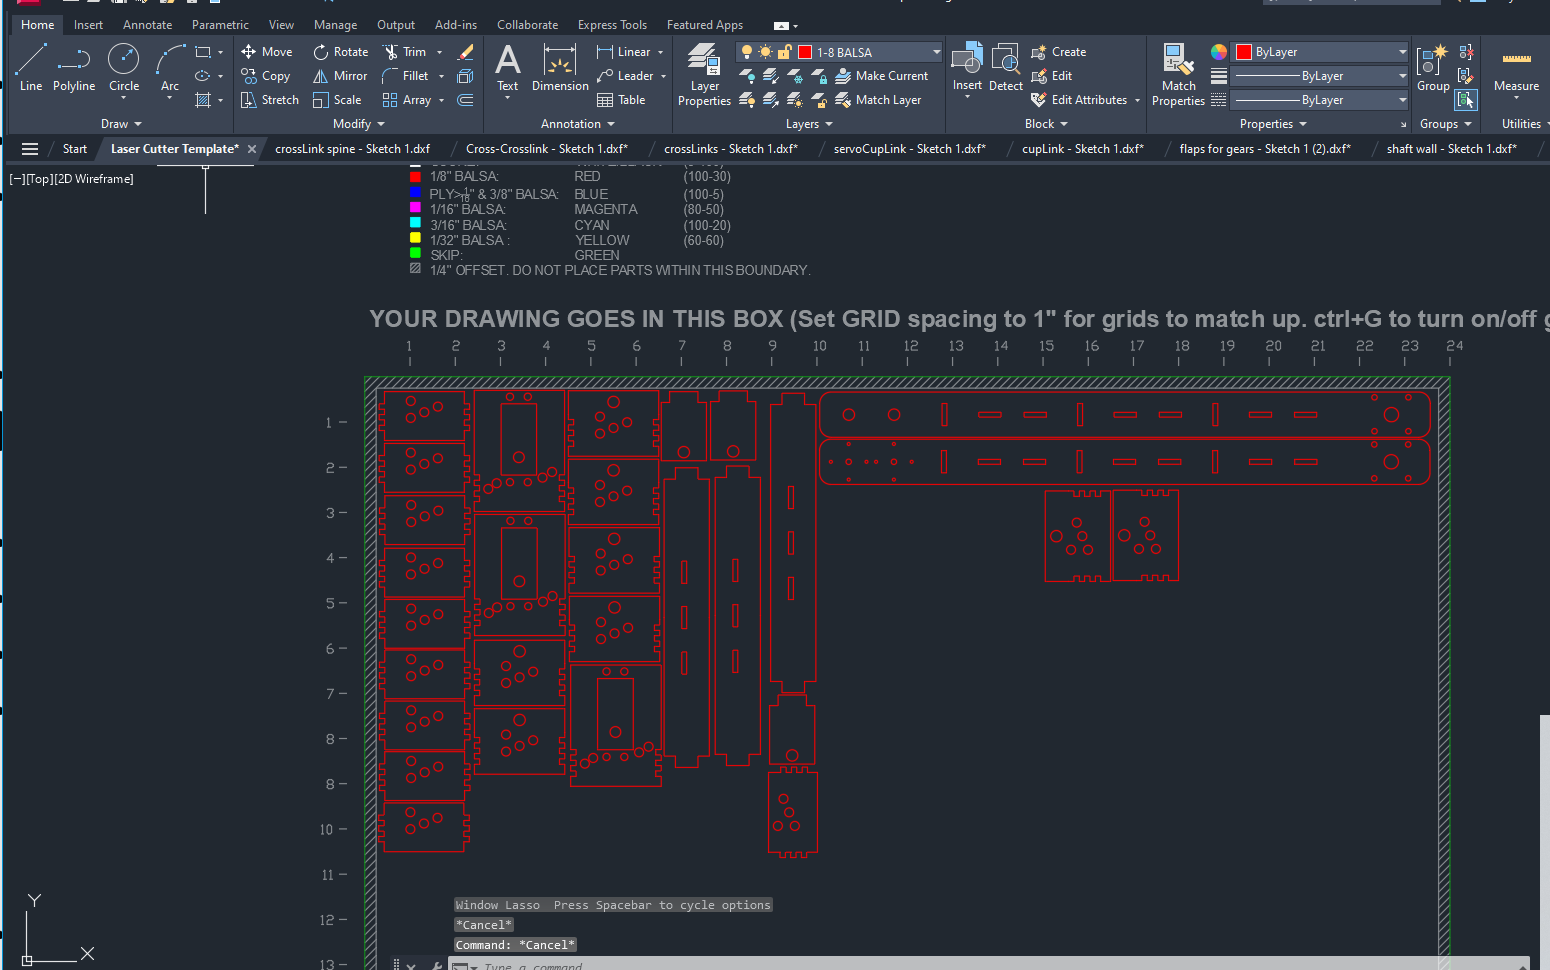 Home Insert Annotate Parametric View Manage Output Add-ins Collaborate Express Tools Featured Apps
Line Polyline Circle Arc
Move Rotate Trim
Copy Mirror Fillet
Stretch Scale Array
Text Dimension
Linear
Leader
Table
Layer Properties
1-8 BALSA
Make Current
Match Layer
Insert Detect
Create
Edit
Edit Attributes
Match Properties
ByLayer
ByLayer
ByLayer
Group
Measure
Draw Modify Annotation Layers Block Properties Groups Utilities
Start Laser Cutter Template* crossLink spine - Sketch 1.dxf Cross-Crosslink - Sketch 1.dxf* crossLinks - Sketch 1.dxf* servoCupLink - Sketch 1.dxf* cupLink - Sketch 1.dxf* flaps for gears - Sketch 1 (2).dxf* shaft wall - Sketch 1.dxf*
[−][Top][2D Wireframe]
1/8" BALSA: RED (100-30)
PLY>1/16" & 3/8" BALSA: BLUE (100-5)
1/16" BALSA: MAGENTA (80-50)
3/16" BALSA: CYAN (100-20)
1/32" BALSA : YELLOW (60-60)
SKIP: GREEN
1/4" OFFSET. DO NOT PLACE PARTS WITHIN THIS BOUNDARY.
YOUR DRAWING GOES IN THIS BOX (Set GRID spacing to 1" for grids to match up. ctrl+G to turn on/off
1 2 3 4 5 6 7 8 9 10 11 12 13 14 15 16 17 18 19 20 21 22 23 24
1
2
3
4
5
6
7
8
8
10
11
12
13
Y
X
Window Lasso Press Spacebar to cycle options
*Cancel*
Command: *Cancel*
Type a command